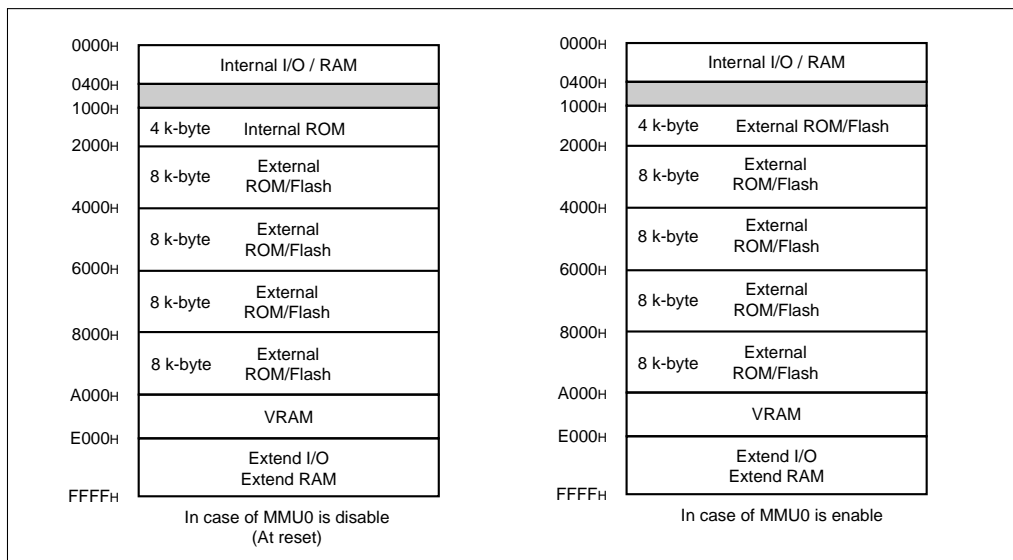 0000H
Internal I/O / RAM
0400H
1000H
4 k-byte Internal ROM
2000H
8 k-byte External
ROM/Flash
4000H
8 k-byte External
ROM/Flash
6000H
8 k-byte External
ROM/Flash
8000H
8 k-byte External
ROM/Flash
A000H
VRAM
E000H
Extend I/O
Extend RAM
FFFFH
In case of MMU0 is disable
(At reset)
0000H
Internal I/O / RAM
0400H
1000H
4 k-byte External ROM/Flash
2000H
8 k-byte External
ROM/Flash
4000H
8 k-byte External
ROM/Flash
6000H
8 k-byte External
ROM/Flash
8000H
8 k-byte External
ROM/Flash
A000H
VRAM
E000H
Extend I/O
Extend RAM
FFFFH
In case of MMU0 is enable